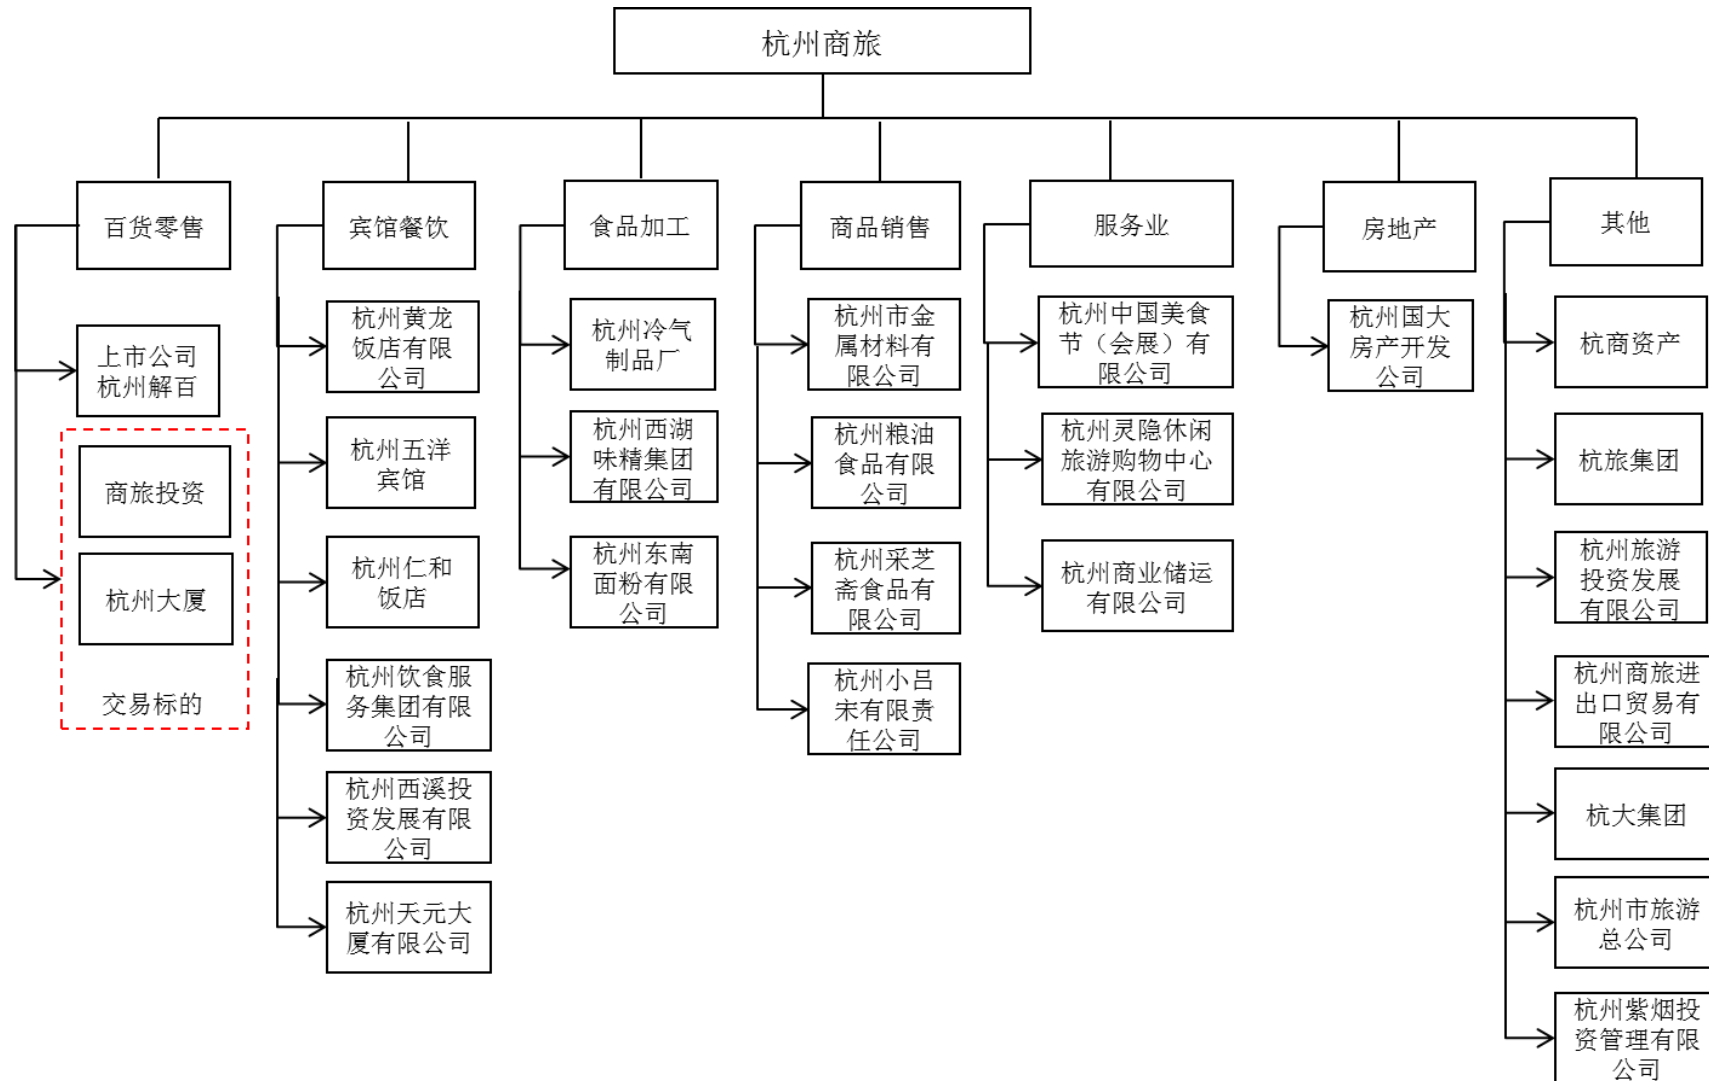 杭州商旅
百货零售
上市公司
杭州解百
商旅投资
杭州大厦
交易标的
宾馆餐饮
杭州黄龙
饭店有限
公司
杭州五洋
宾馆
杭州仁和
饭店
杭州饮食服
务集团有限
公司
杭州西溪投
资发展有限
公司
杭州天元大
厦有限公司
食品加工
杭州冷气
制品厂
杭州西湖
味精集团
有限公司
杭州东南
面粉有限
公司
商品销售
杭州市金
属材料有
限公司
杭州粮油
食品有限
公司
杭州采芝
斋食品有
限公司
杭州小吕
宋有限责
任公司
服务业
杭州中国美食
节（会展）有
限公司
杭州灵隐休闲
旅游购物中心
有限公司
杭州商业储运
有限公司
房地产
杭州国大
房产开发
公司
其他
杭商资产
杭旅集团
杭州旅游
投资发展
有限公司
杭州商旅进
出口贸易有
限公司
杭大集团
杭州市旅游
总公司
杭州紫烟投
资管理有限
公司